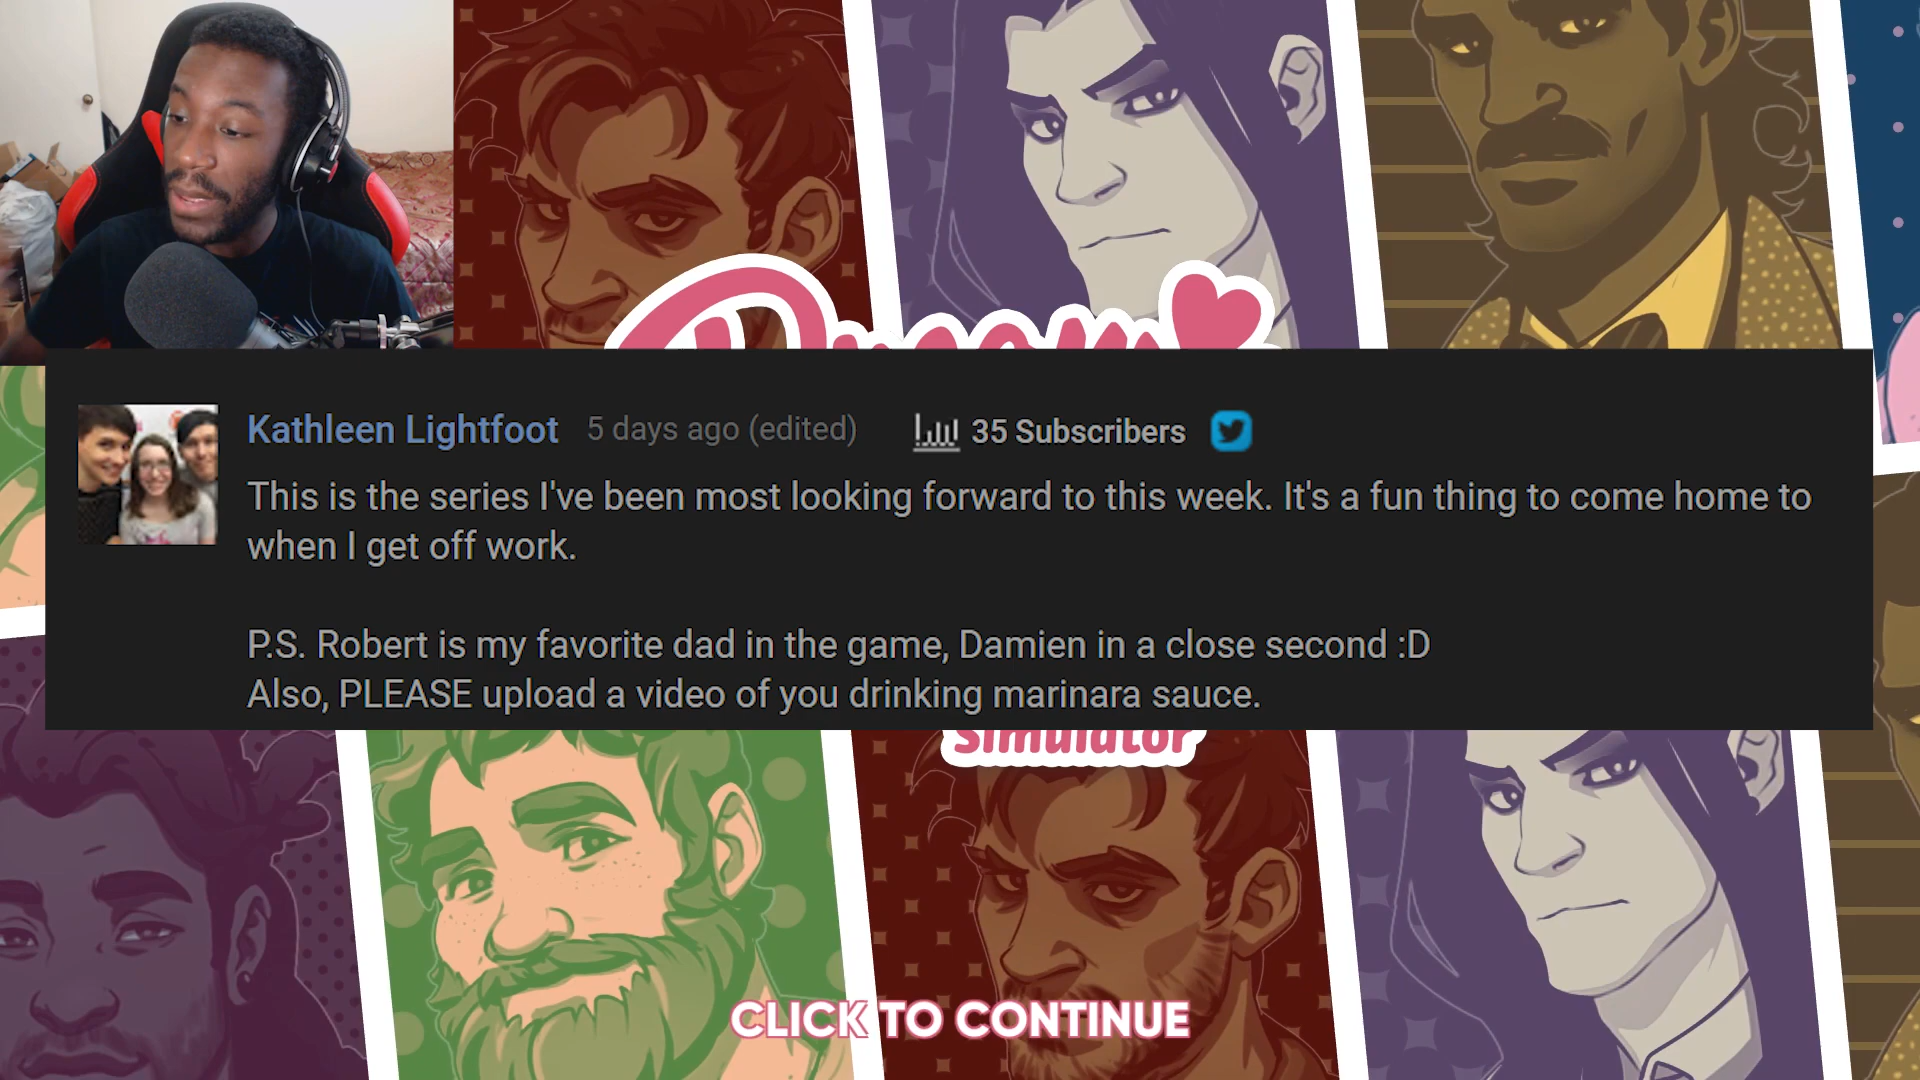 Kathleen Lightfoot 5 days ago (edited) 35 Subscribers
This is the series I've been most looking forward to this week. It's a fun thing to come home to
when I get off work.
P.S. Robert is my favorite dad in the game, Damien in a close second :D
Also, PLEASE upload a video of you drinking marinara sauce.
Simulator
CLICK TO CONTINUE